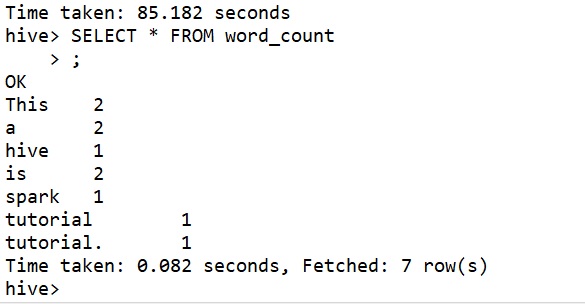 Time taken: 85.182 seconds
hive> SELECT * FROM word_count
    > ;
OK
This    2
a       2
hive    1
is      2
spark   1
tutorial        1
tutorial.       1
Time taken: 0.082 seconds, Fetched: 7 row(s)
hive>